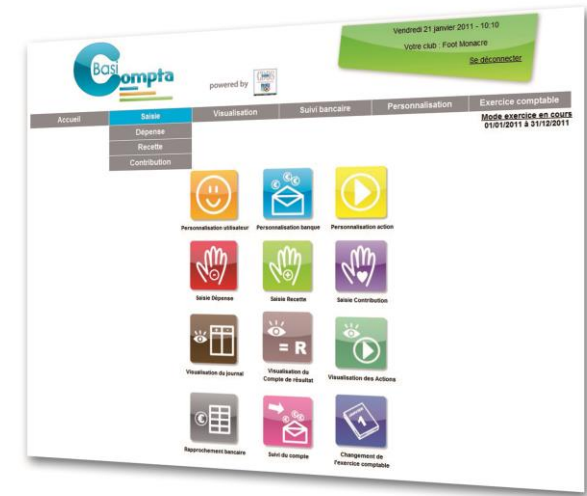 Basi Compta
powered by
Vendredi 21 janvier 2011 - 10:10
Votre club : Foot Monacre
Se déconnecter
Accueil Saisie Visualisation Suivi bancaire Personnalisation Exercice comptable
Dépense
Recette
Contribution
Mode exercice en cours
01/01/2011 à 31/12/2011
Personnalisation utilisateur Personnalisation banque Personnalisation action
Saisie Dépense Saisie Recette Saisie Contribution
= R
Visualisation du journal Visualisation du Compte de résultat Visualisation des Actions
1
Rapprochement bancaire Suivi du compte Changement de l'exercice comptable